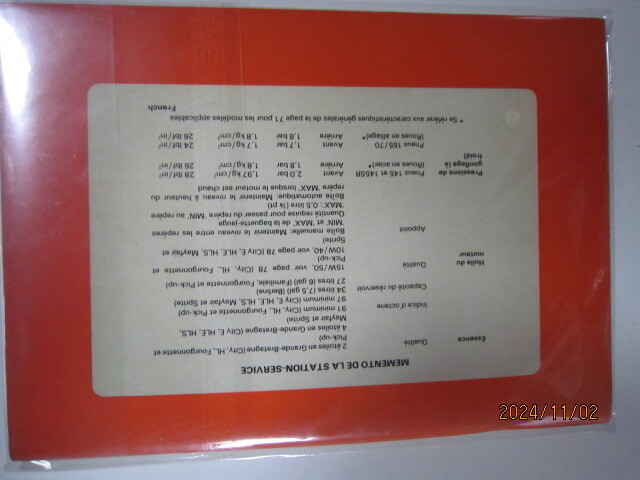 MEMENTO DE LA STATION-SERVICE
Essence Qualité 2 étoiles en Grande-Bretagne (City, HL, Fourgonnette et
Pick-up)
4 étoiles en Grande-Bretagne (City E, HLE, HLS,
Mayfair et Sprite)
Indice d'octane 91 minimum (City, HL, Fourgonnette et Pick-up)
97 minimum (City E, HLE, HLS, Mayfair et Sprite)
Capacité du réservoir 34 litres (7,5 gal) (Berline)
27 litres (6 gal) (Familiale, Fourgonnette et Pick-up)
Huile du
moteur Qualité 15W/50, voir page 78 (City, HL, Fourgonnette et
Pick-up)
10W/40, voir page 78 (City E, HLE, HLS, et Mayfair et
Sprite)
Appoint Boîte manuelle: Maintenir le niveau entre les repères
'MIN' et 'MAX' de la baguette-jauge
Quantité requise pour passer du repère 'MIN' au repère
'MAX': 0,5 litre (¾ pt)
Boîte automatique: Maintenir le niveau à hauteur du
repère 'MAX' lorsque le moteur est chaud
Pressions de
gonflage (à
froid) Pneus 145 et 145SR Avant 2,0 bar 1,97 kg/cm² 28 lbf/in²
(Roues en acier)* Arrière 1,8 bar 1,8 kg/cm² 26 lbf/in²
Pneus 165/70 Avant 1,7 bar 1,7 kg/cm² 24 lbf/in²
(Roues en alliage)* Arrière 1,8 bar 1,8 kg/cm² 26 lbf/in²
* Se référer aux caractéristiques générales de la page 71 pour les modèles applicables
French
2024/11/02